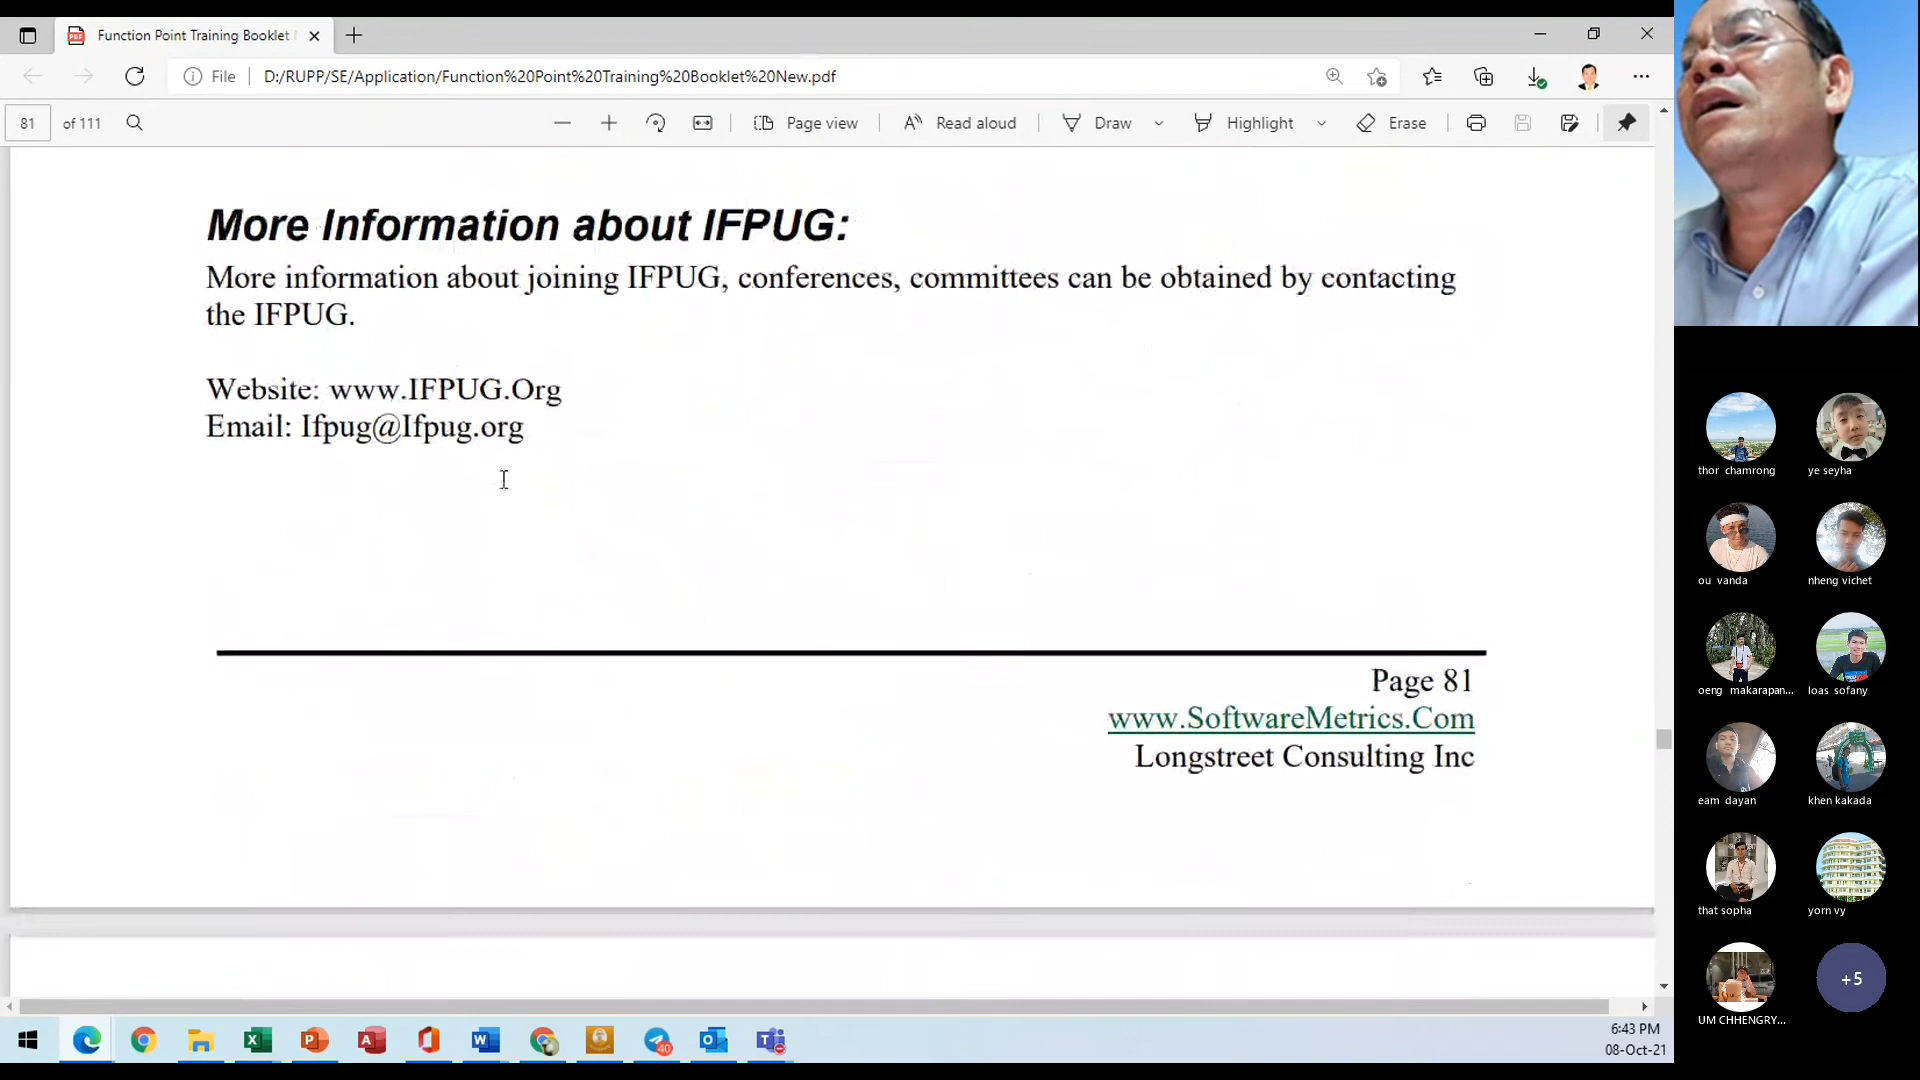 Function Point Training Booklet
File
D:/RUPP/SE/Application/Function%20Point%20Training%20Booklet%20New.pdf
81 of 111
Page view
Read aloud
Draw
Highlight
Erase
More Information about IFPUG:
More information about joining IFPUG, conferences, committees can be obtained by contacting
the IFPUG.
Website: www.IFPUG.Org
Email: Ifpug@Ifpug.org
Page 81
www.SoftwareMetrics.Com
Longstreet Consulting Inc
thor chamrong
ye seyha
ou vanda
nheng vichet
oeng makarapan...
loas sofany
eam dayan
khen kakada
that sopha
yorn vy
UM CHHENGRY...
+5
40
6:43 PM
08-Oct-21